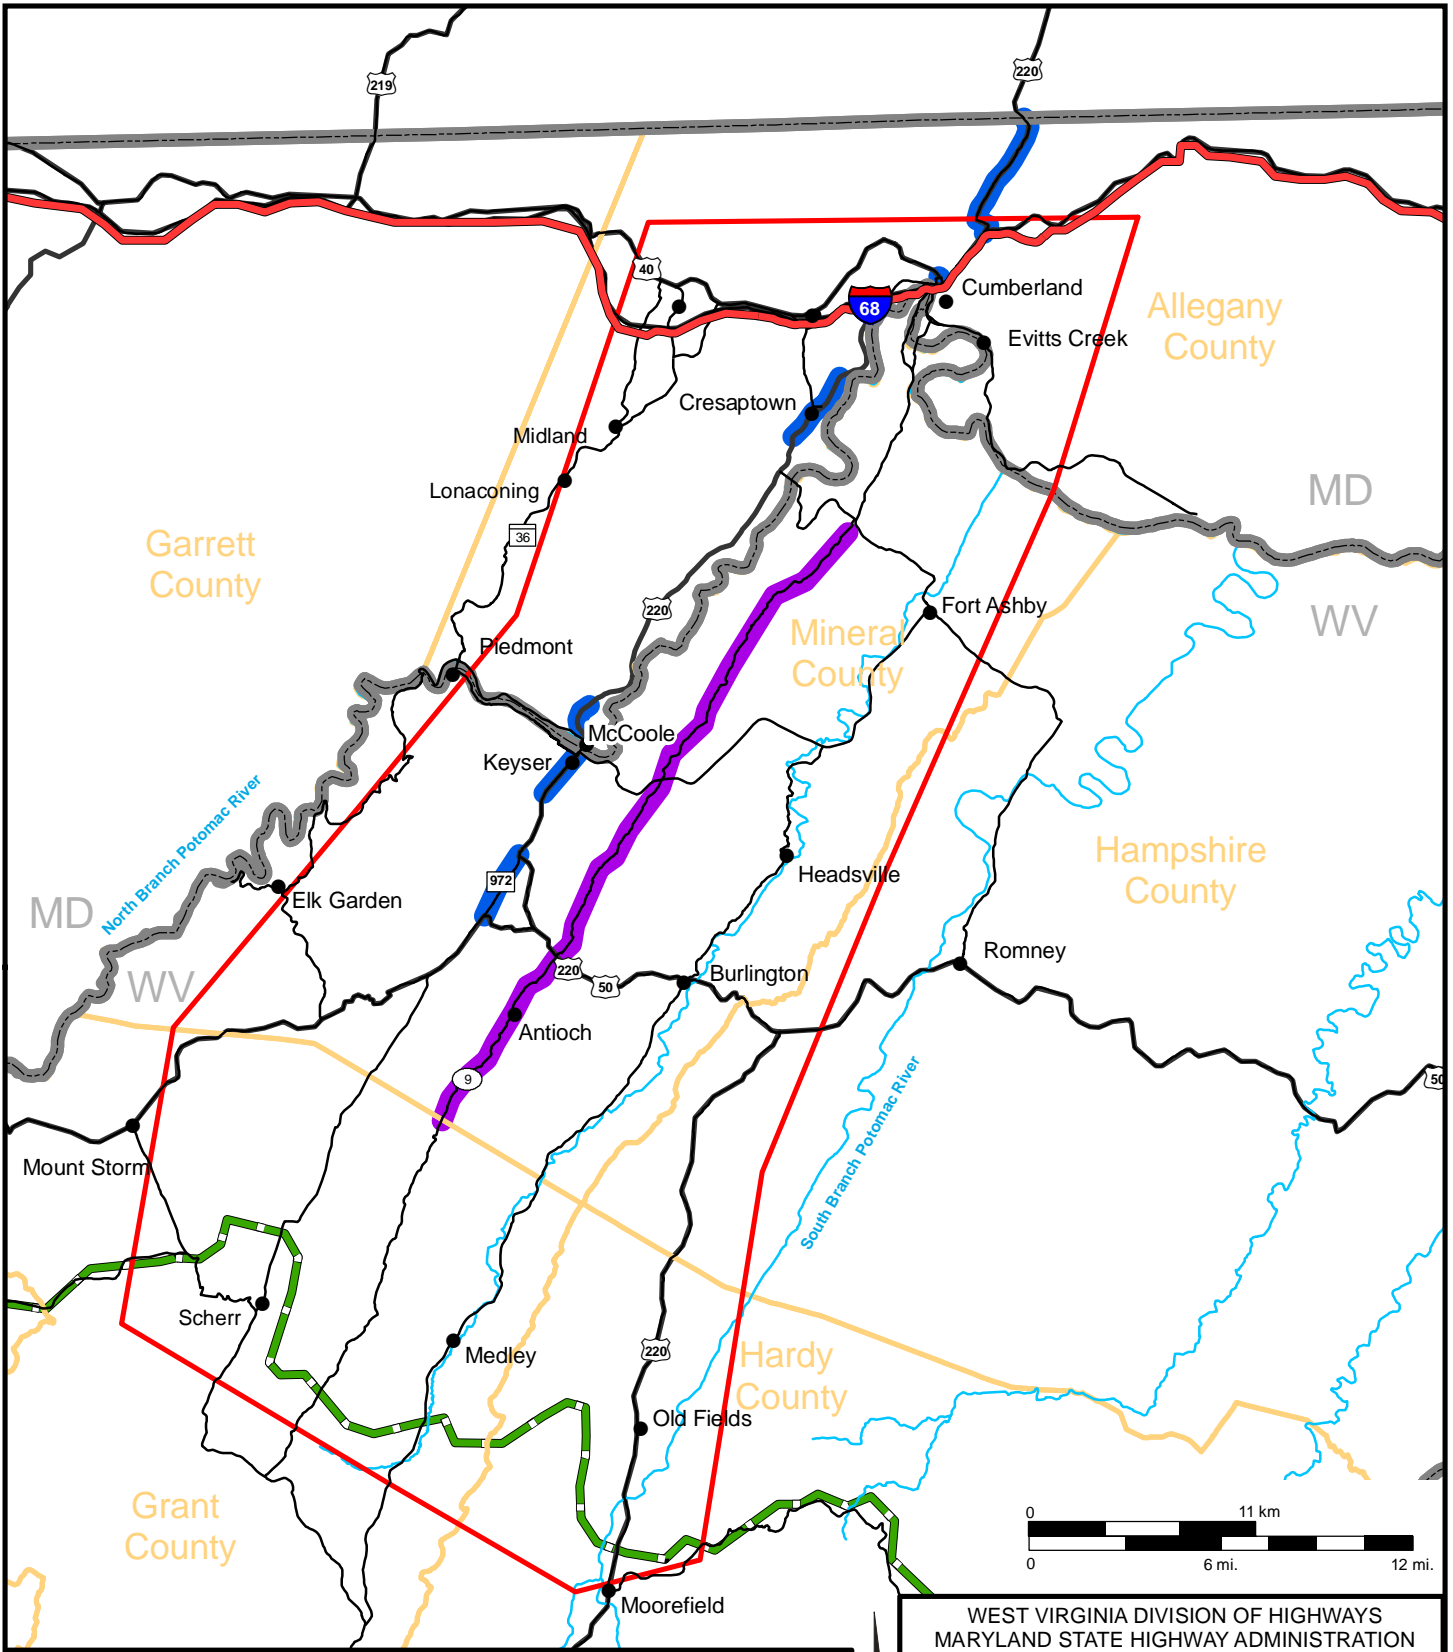 219
220
40
68
Cumberland
Evitts Creek
Allegany
County
Cresaptown
Midland
Lonaconing
MD
36
Garrett
County
220
Fort Ashby
WV
Mineral
County
Piedmont
McCoole
Keyser
North Branch Potomac River
Hampshire
County
Headsville
972
Elk Garden
MD
Romney
220
50
Burlington
WV
Antioch
9
50
South Branch Potomac River
Mount Storm
Scherr
Medley
220
Hardy
County
Old Fields
Grant
County
0
11 km
0
6 mi.
12 mi.
Moorefield
WEST VIRGINIA DIVISION OF HIGHWAYS
MARYLAND STATE HIGHWAY ADMINISTRATION